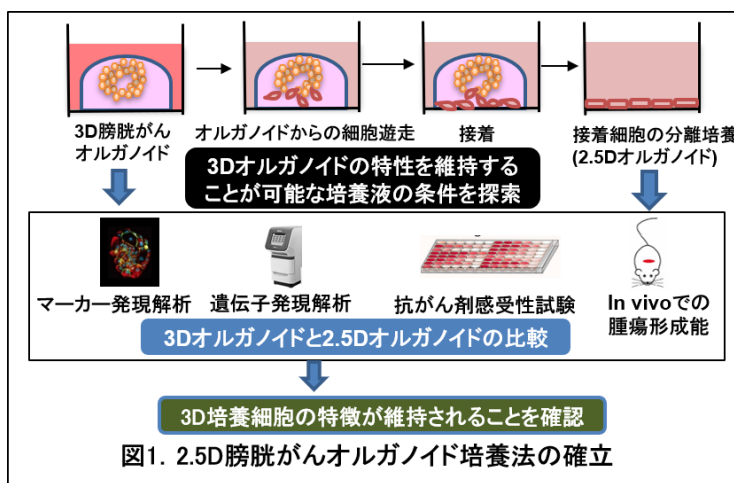 3D膀胱がん
オルガノイド
オルガノイドからの細胞遊走
接着
接着細胞の分離培養
(2.5Dオルガノイド)
3Dオルガノイドの特性を維持する
ことが可能な培養液の条件を探索
マーカー発現解析
遺伝子発現解析
抗がん剤感受性試験
In vivoでの
腫瘍形成能
3Dオルガノイドと2.5Dオルガノイドの比較
3D培養細胞の特徴が維持されることを確認
図1. 2.5D膀胱がんオルガノイド培養法の確立